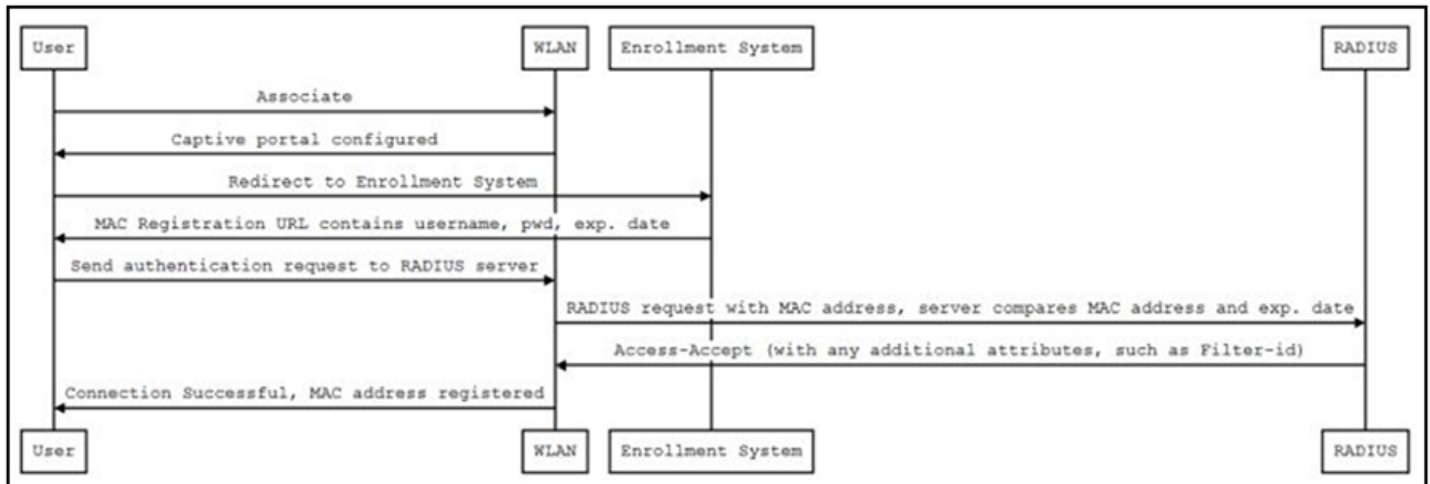 User WLAN Enrollment System RADIUS
Associate
Captive portal configured
Redirect to Enrollment System
MAC Registration URL contains username, pwd, exp. date
Send authentication request to RADIUS server
RADIUS request with MAC address, server compares MAC address and exp. date
Access-Accept (with any additional attributes, such as Filter-id)
Connection Successful, MAC address registered
User WLAN Enrollment System RADIUS